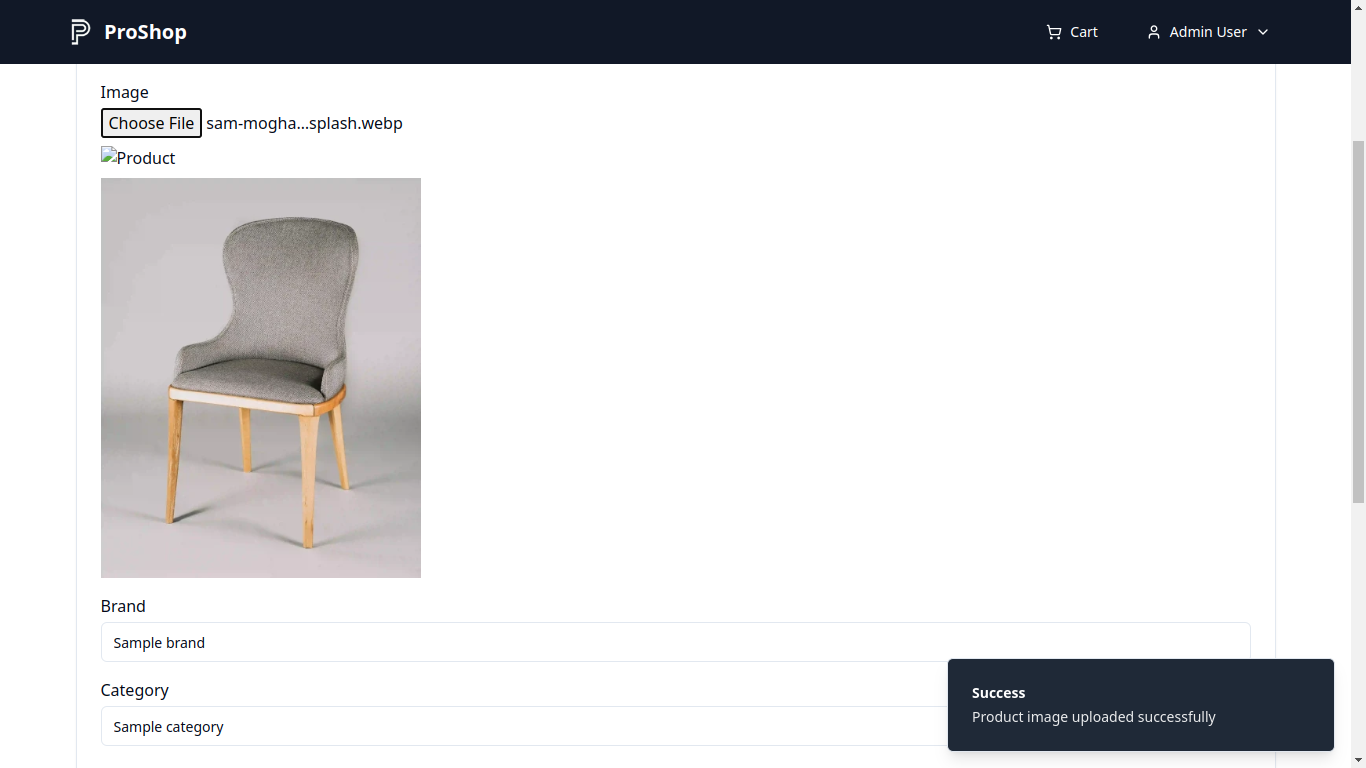 ProShop
Cart
Admin User
Image
Choose File sam-mogha...splash.webp
Product
Brand
Sample brand
Category
Sample category
Success
Product image uploaded successfully